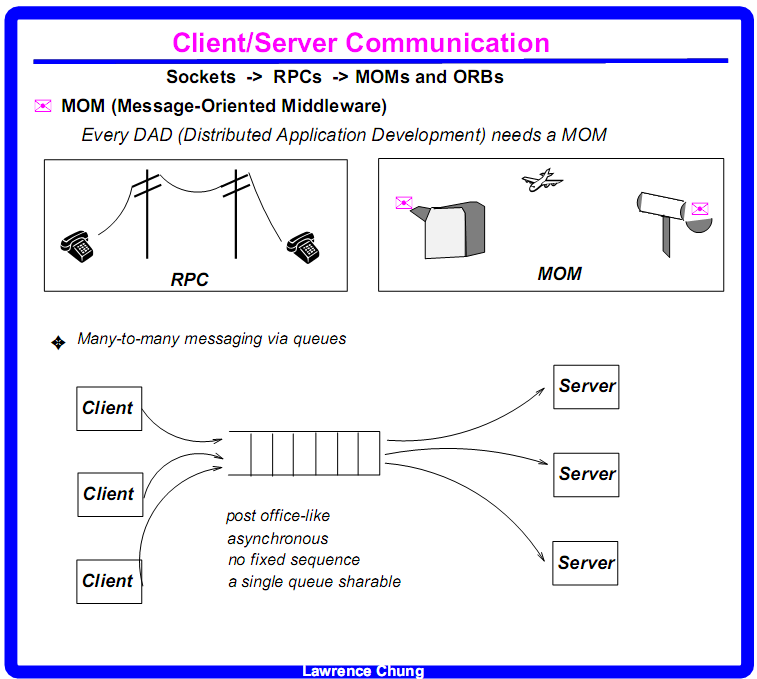 Client/Server Communication
Sockets -> RPCs -> MOMs and ORBs
MOM (Message-Oriented Middleware)
Every DAD (Distributed Application Development) needs a MOM
RPC
MOM
Many-to-many messaging via queues
Client
Client
Client
post office-like
asynchronous
no fixed sequence
a single queue sharable
Server
Server
Server
Lawrence Chung